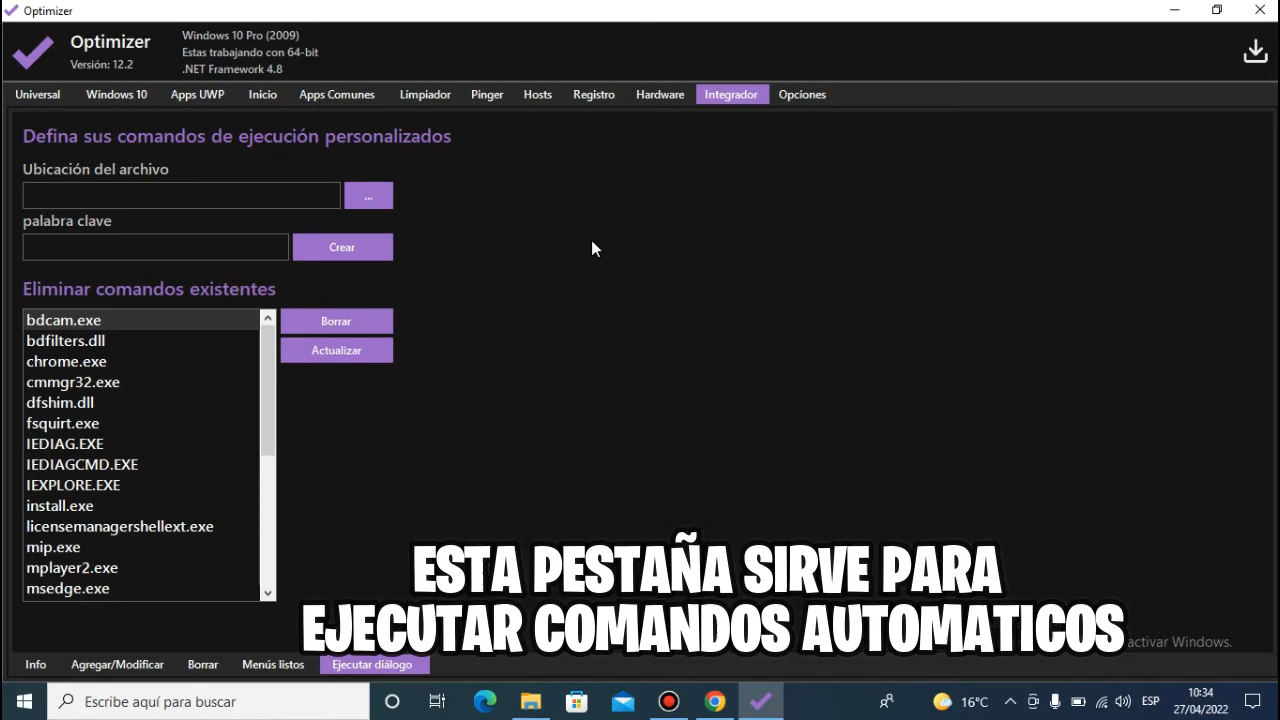 Optimizer
Optimizer
Versión: 12.2
Windows 10 Pro (2009)
Estas trabajando con 64-bit
.NET Framework 4.8
Universal Windows 10 Apps UWP Inicio Apps Comunes Limpiador Pinger Hosts Registro Hardware Integrador Opciones
Defina sus comandos de ejecución personalizados
Ubicación del archivo
...
palabra clave
Crear
Eliminar comandos existentes
bdcam.exe
bdfilters.dll
chrome.exe
cmmgr32.exe
dfshim.dll
fsquirt.exe
IEDIAG.EXE
IEDIAGCMD.EXE
IEXPLORE.EXE
install.exe
licensemanagershellext.exe
mip.exe
mplayer2.exe
msedge.exe
Borrar
Actualizar
ESTA PESTAÑA SIRVE PARA
EJECUTAR COMANDOS AUTOMATICOS
activar Windows.
Info Agregar/Modificar Borrar Menús listos Ejecutar diálogo
Escribe aquí para buscar
16°C
ESP
10:34
27/04/2022